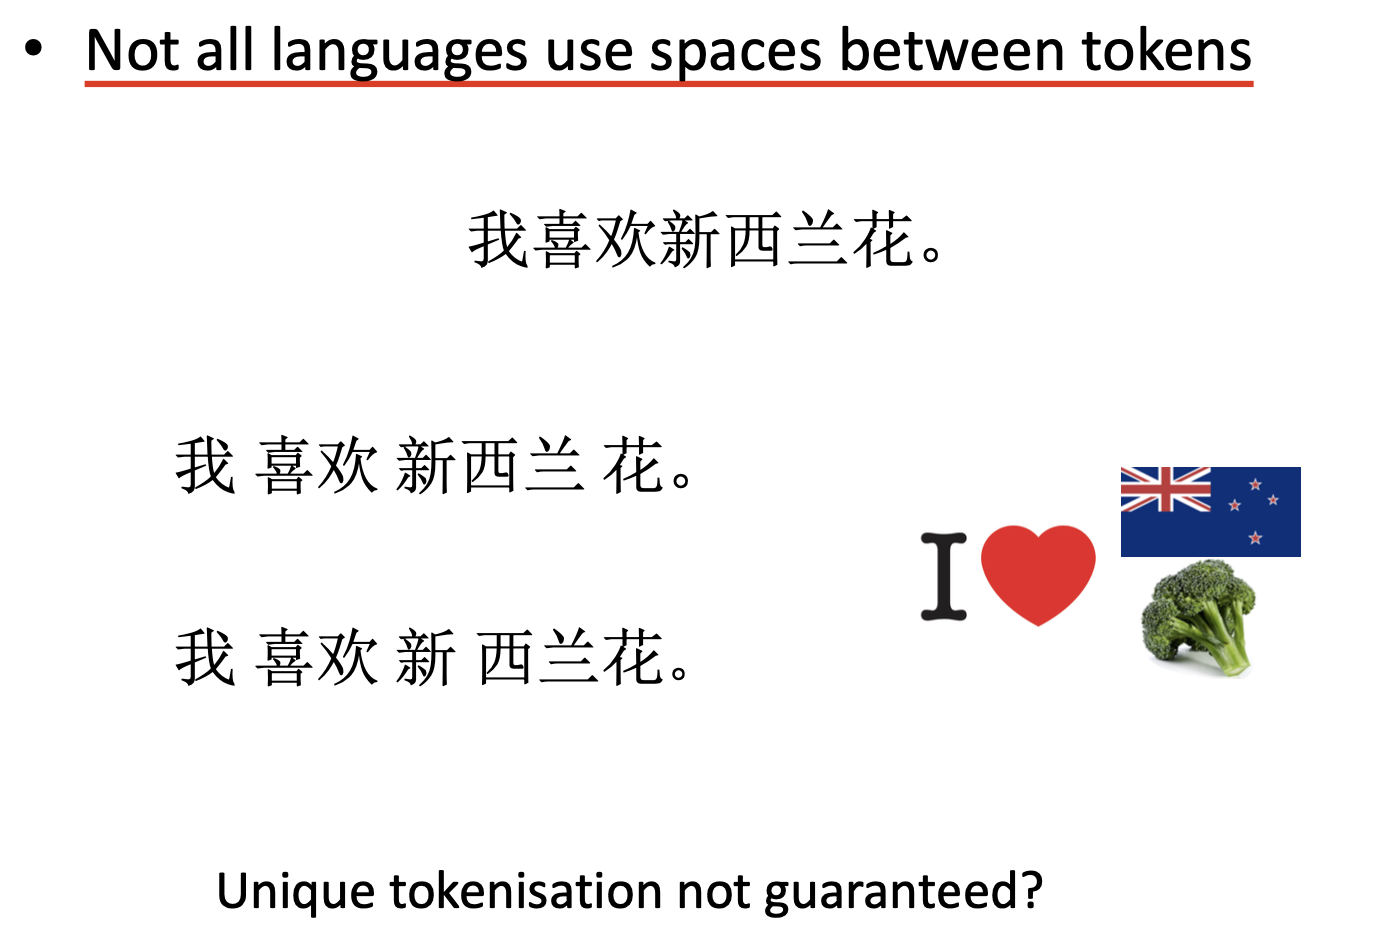 • Not all languages use spaces between tokens
我喜欢新西兰花。
我 喜欢 新西兰 花。
I
我 喜欢 新 西兰花。
Unique tokenisation not guaranteed?